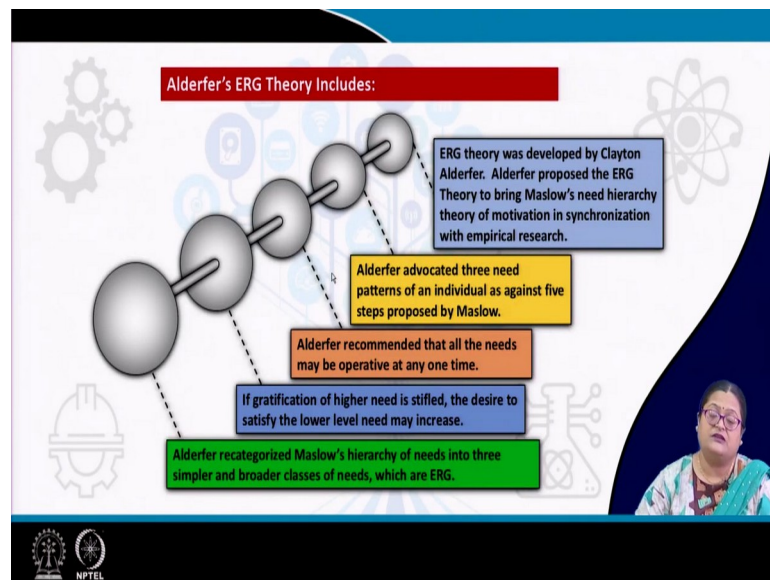 Alderfer's ERG Theory Includes:
ERG theory was developed by Clayton
Alderfer. Alderfer proposed the ERG
Theory to bring Maslow's need hierarchy
theory of motivation in synchronization
with empirical research.
Alderfer advocated three need
patterns of an individual as against five
steps proposed by Maslow.
Alderfer recommended that all the needs
may be operative at any one time.
If gratification of higher need is stifled, the desire to
satisfy the lower level need may increase.
Alderfer recategorized Maslow's hierarchy of needs into three
simpler and broader classes of needs, which are ERG.
NPTEL